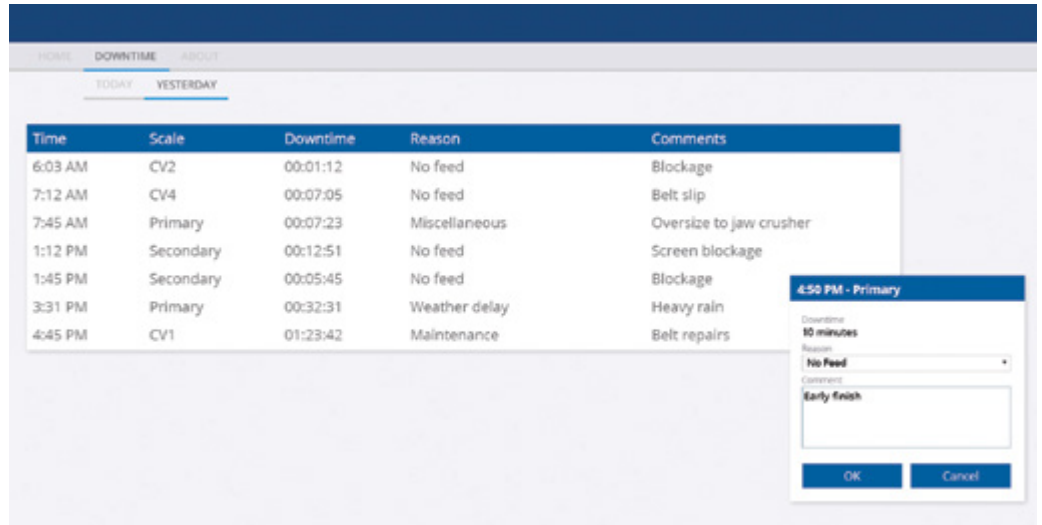 HOME DOWNTIME ABOUT
TODAY YESTERDAY
Time Scale Downtime Reason Comments
6:03 AM CV2 00:01:12 No feed Blockage
7:12 AM CV4 00:07:05 No feed Belt slip
7:45 AM Primary 00:07:23 Miscellaneous Oversize to jaw crusher
1:12 PM Secondary 00:12:51 No feed Screen blockage
1:45 PM Secondary 00:05:45 No feed Blockage
3:31 PM Primary 00:32:31 Weather delay Heavy rain
4:45 PM CV1 01:23:42 Maintenance Belt repairs
4:50 PM - Primary
Downtime
10 minutes
Reason
No Feed
Comment
Early finish
OK Cancel